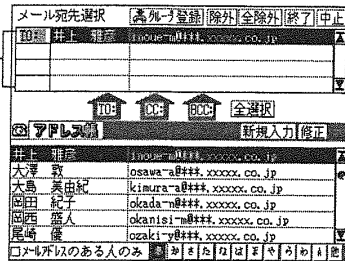 メール宛先選択 高グループ登録 除外 全除外 終了 中止
TO: 井上 雅彦 inoue-m@***.xxxxx.co.jp
TO: CC: BCC: 全選択
アドレス帳 新規入力 修正
井上 雅彦 inoue-m@***.xxxxx.co.jp
大澤 敦 osawa-a@***.xxxxx.co.jp
大島 美由紀 kimura-a@***.xxxxx.co.jp
岡田 紀子 okada-n@***.xxxxx.co.jp
岡西 盛人 okanisi-m@***.xxxxx.co.jp
尾崎 優 ozaki-y@***.xxxxx.co.jp
□メールアドレスのある人のみ あ か さ た な は ま や ら わ